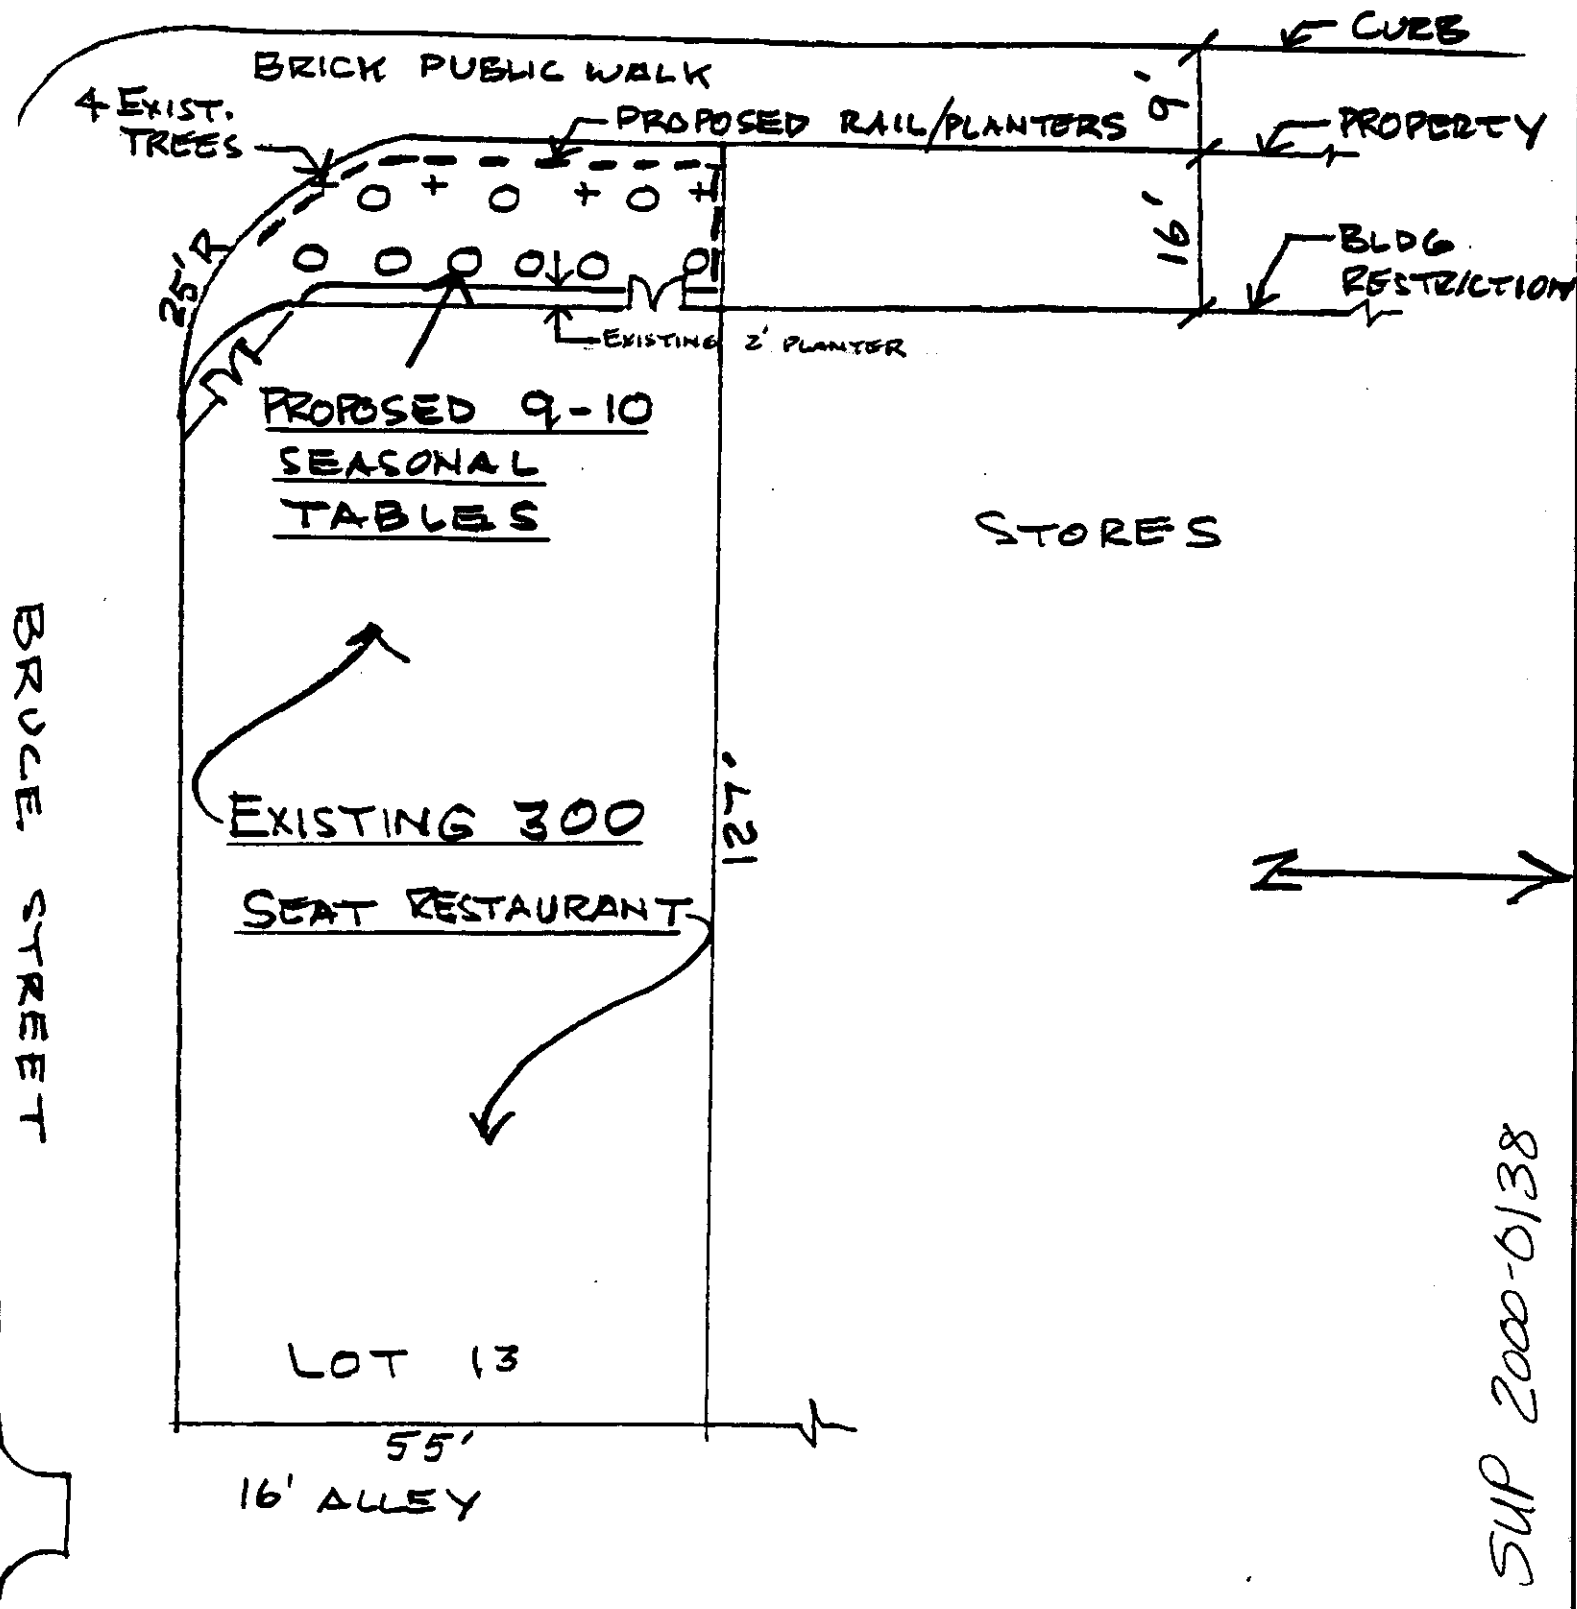 CURB
BRICK PUBLIC WALK
9'
4 EXIST.
TREES
PROPOSED RAIL/PLANTERS
PROPERTY
25' R
16'
BLDG
RESTRICTION
EXISTING 2' PLANTER
PROPOSED 9-10
SEASONAL
TABLES
STORES
BRUCE STREET
127'
EXISTING 300
SEAT RESTAURANT
N
LOT 13
55'
16' ALLEY
SUP 2000-0138